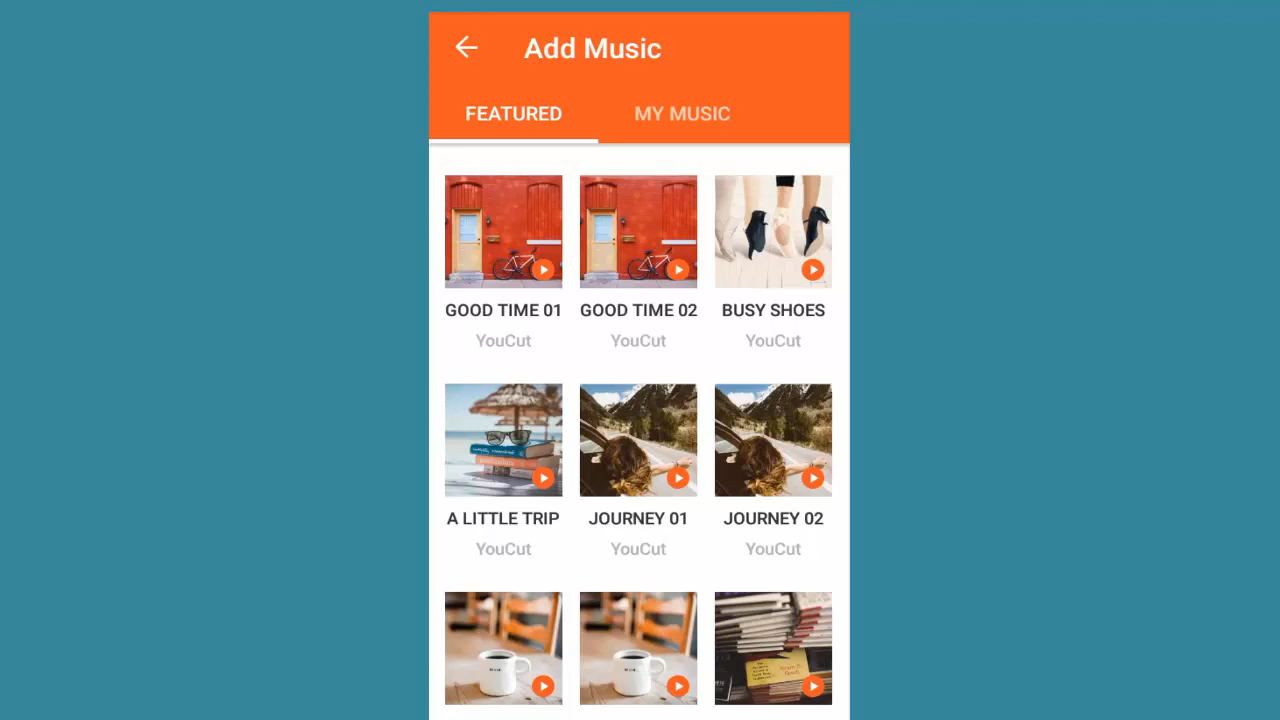 Add Music
FEATURED MY MUSIC
GOOD TIME 01 GOOD TIME 02 BUSY SHOES
YouCut YouCut YouCut
A LITTLE TRIP JOURNEY 01 JOURNEY 02
YouCut YouCut YouCut